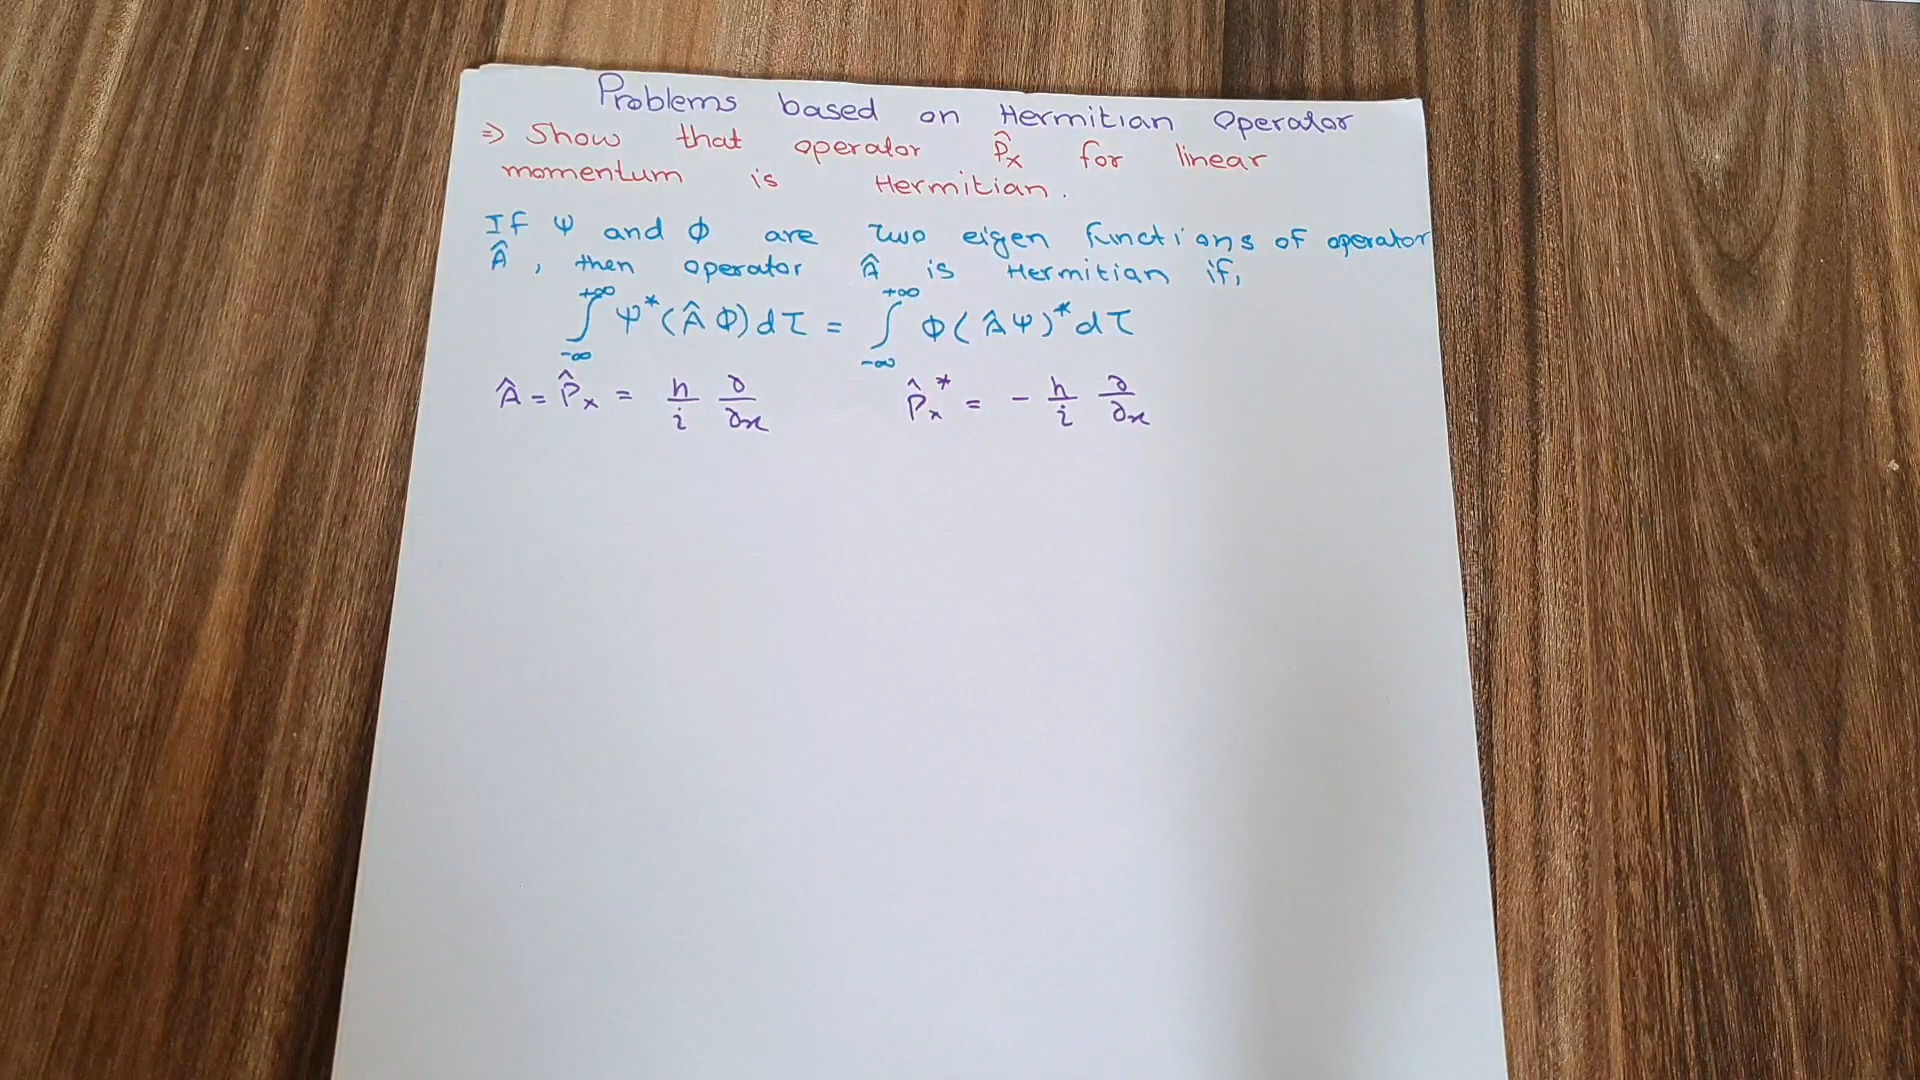 Problems based on Hermitian Operator
⇒ Show that operator P̂x for linear
momentum is Hermitian.
If ψ and ϕ are two eigen functions of operator
Â, then operator Â is Hermitian if,
∫_{-∞}^{+∞} ψ*(Âϕ)dτ = ∫_{-∞}^{+∞} ϕ(Âψ)*dτ
Â = P̂x = h/i ∂/∂x P̂x* = - h/i ∂/∂x